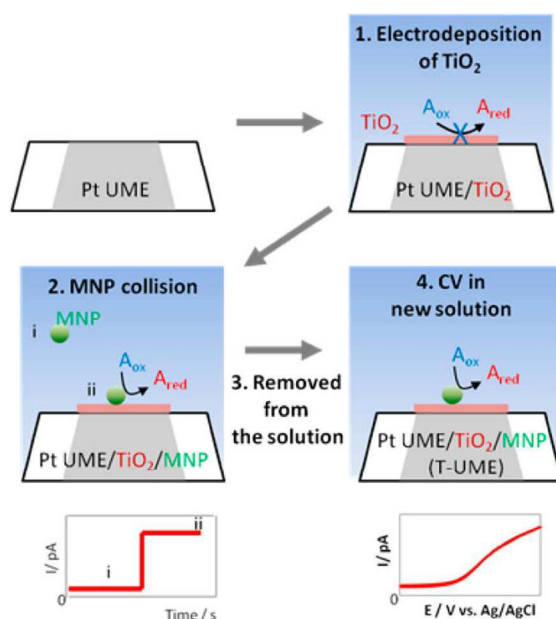 1. Electrodeposition
of TiO₂
TiO₂
Aox
Ared
X
Pt UME
Pt UME/TiO₂
2. MNP collision
i
MNP
ii
Aox
Ared
Pt UME/TiO₂/MNP
3. Removed
from
the solution
4. CV in
new solution
Aox
Ared
Pt UME/TiO₂/MNP
(T-UME)
I/ pA
i
ii
0
Time / s
I/ pA
0
E / V vs. Ag/AgCl